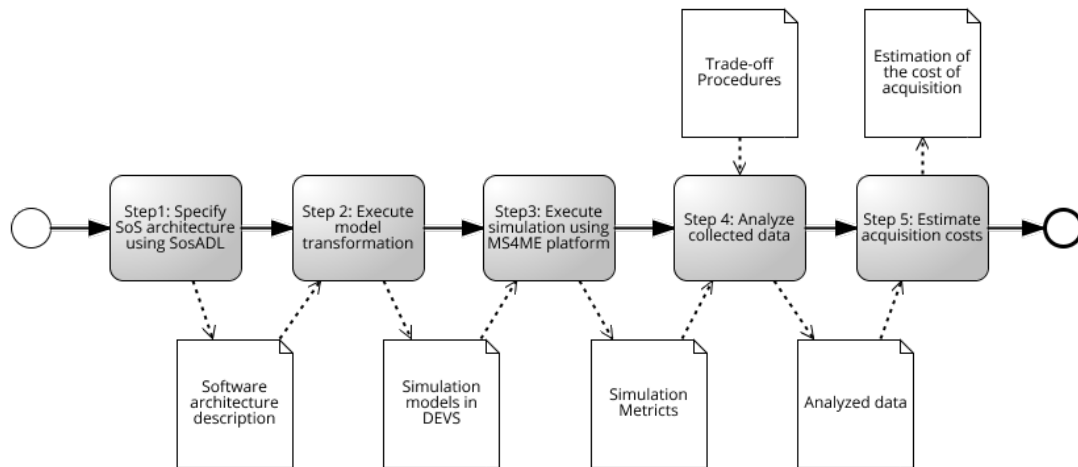 Trade-off
Procedures
Estimation of
the cost of
acquisition
Step1: Specify
SoS architecture
using SosADL
Step 2: Execute
model
transformation
Step3: Execute
simulation using
MS4ME platform
Step 4: Analyze
collected data
Step 5: Estimate
acquisition costs
Software
architecture
description
Simulation
models in
DEVS
Simulation
Metricts
Analyzed data